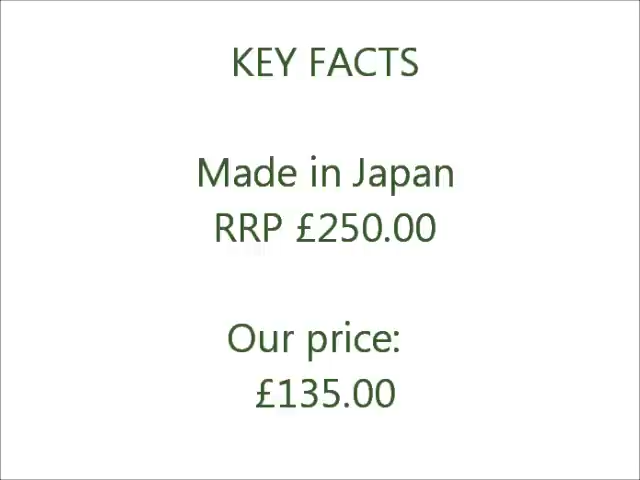 KEY FACTS
Made in Japan
RRP £250.00
Our price:
£135.00